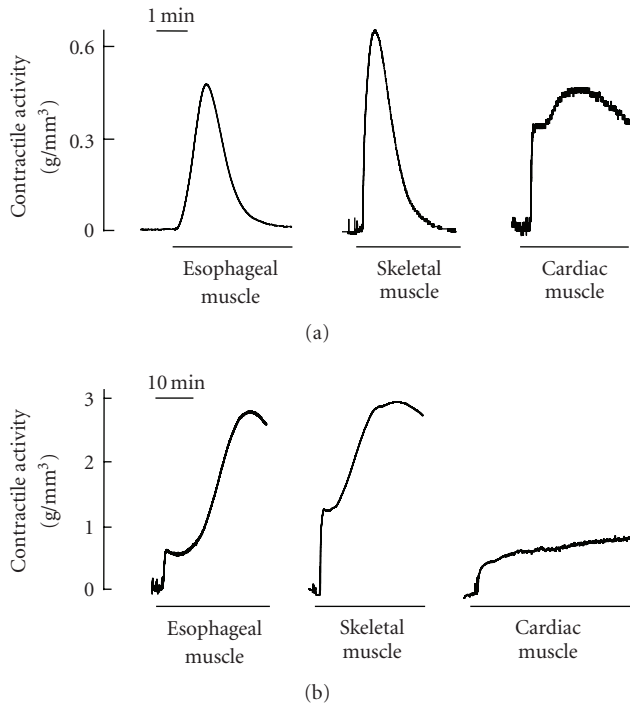 1 min
Contractile activity
(g/mm³)
0.6
0.3
0
Esophageal
muscle
Skeletal
muscle
Cardiac
muscle
(a)
10 min
Contractile activity
(g/mm³)
3
2
1
0
Esophageal
muscle
Skeletal
muscle
Cardiac
muscle
(b)